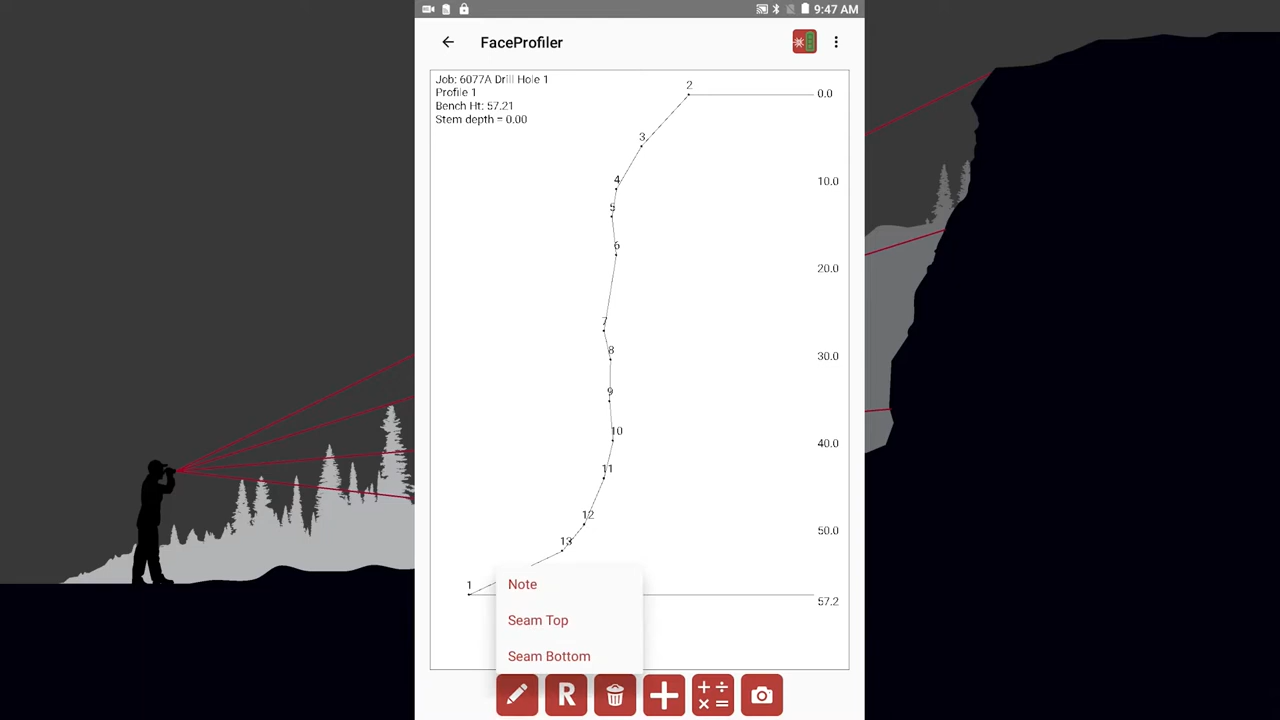 9:47 AM
FaceProfiler
Job: 6077A Drill Hole 1
Profile 1
Bench Ht: 57.21
Stem depth = 0.00
2
0.0
3
4
10.0
5
6
20.0
7
8
30.0
9
10
40.0
11
12
50.0
13
1
57.2
Note
Seam Top
Seam Bottom
R